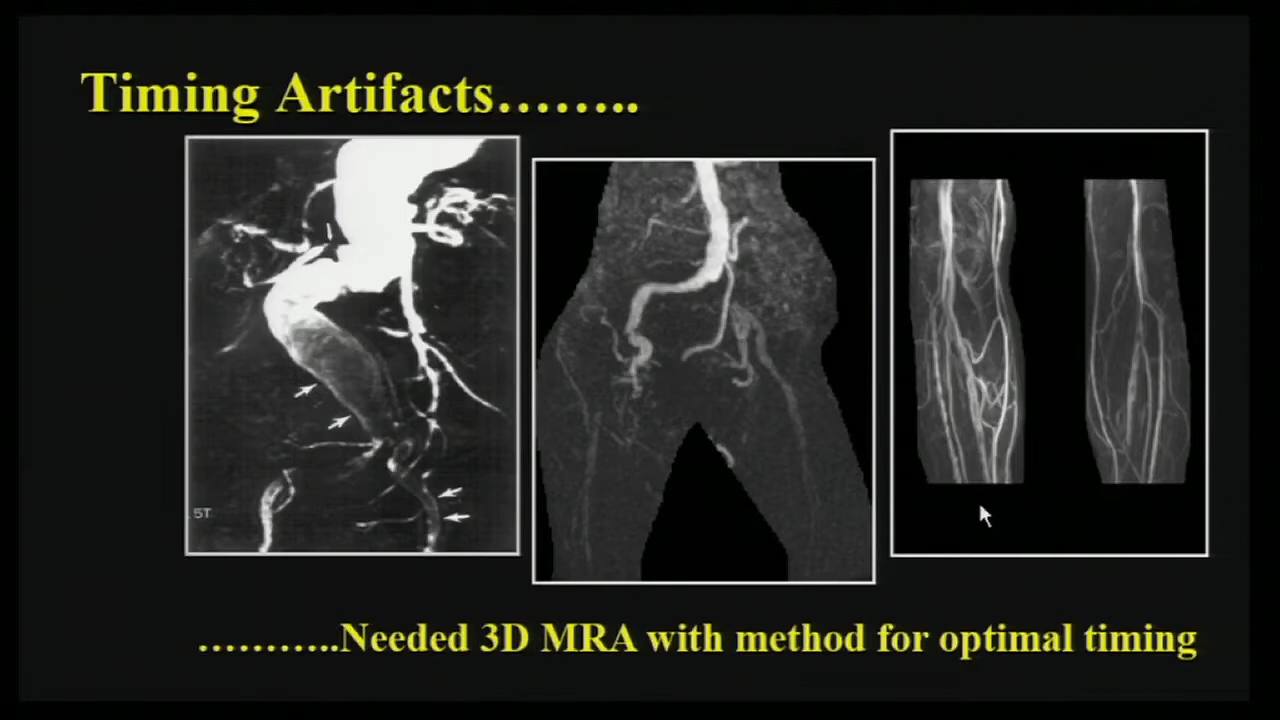 Timing Artifacts……..
5T
………..Needed 3D MRA with method for optimal timing